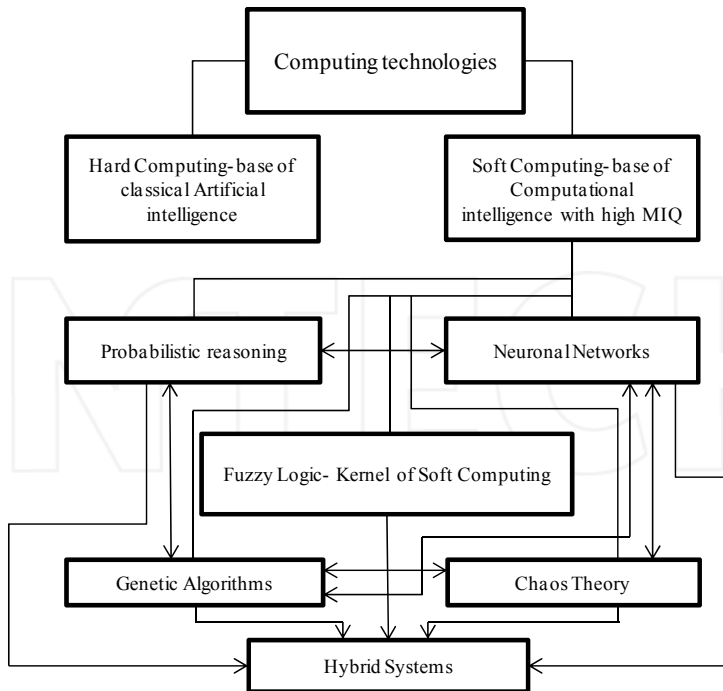 Computing technologies
Hard Computing-base of
classical Artificial
intelligence
Soft Computing-base of
Computational
intelligence with high MIQ
Probabilistic reasoning
Neuronal Networks
Fuzzy Logic- Kernel of Soft Computing
Genetic Algorithms
Chaos Theory
Hybrid Systems